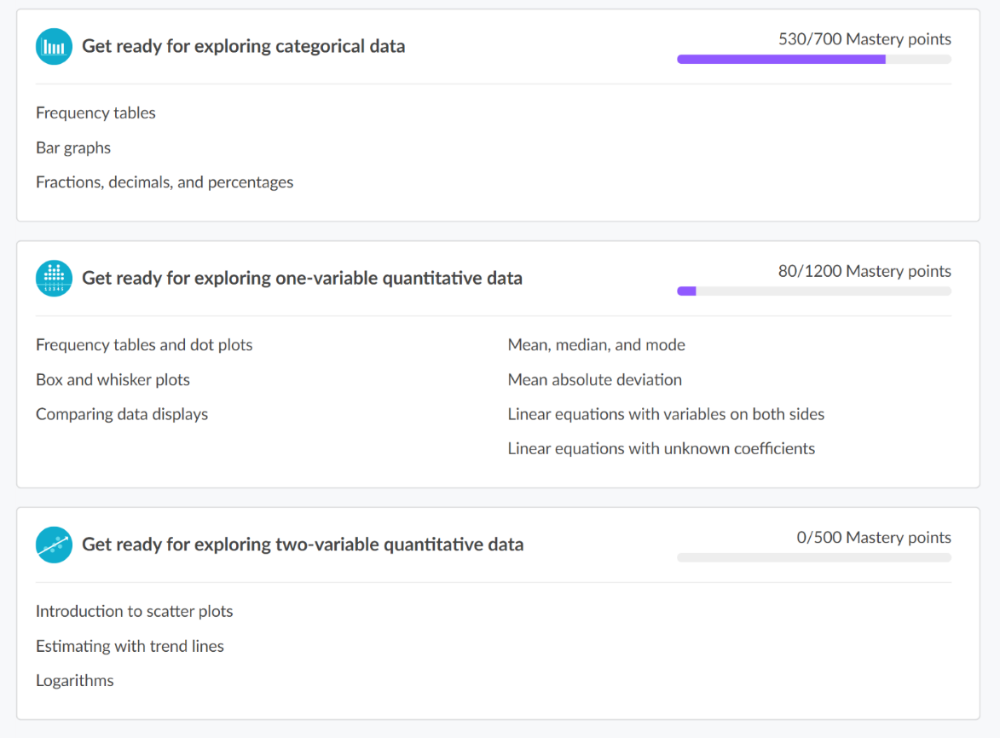 Get ready for exploring categorical data
530/700 Mastery points
Frequency tables
Bar graphs
Fractions, decimals, and percentages
Get ready for exploring one-variable quantitative data
80/1200 Mastery points
Frequency tables and dot plots
Box and whisker plots
Comparing data displays
Mean, median, and mode
Mean absolute deviation
Linear equations with variables on both sides
Linear equations with unknown coefficients
Get ready for exploring two-variable quantitative data
0/500 Mastery points
Introduction to scatter plots
Estimating with trend lines
Logarithms